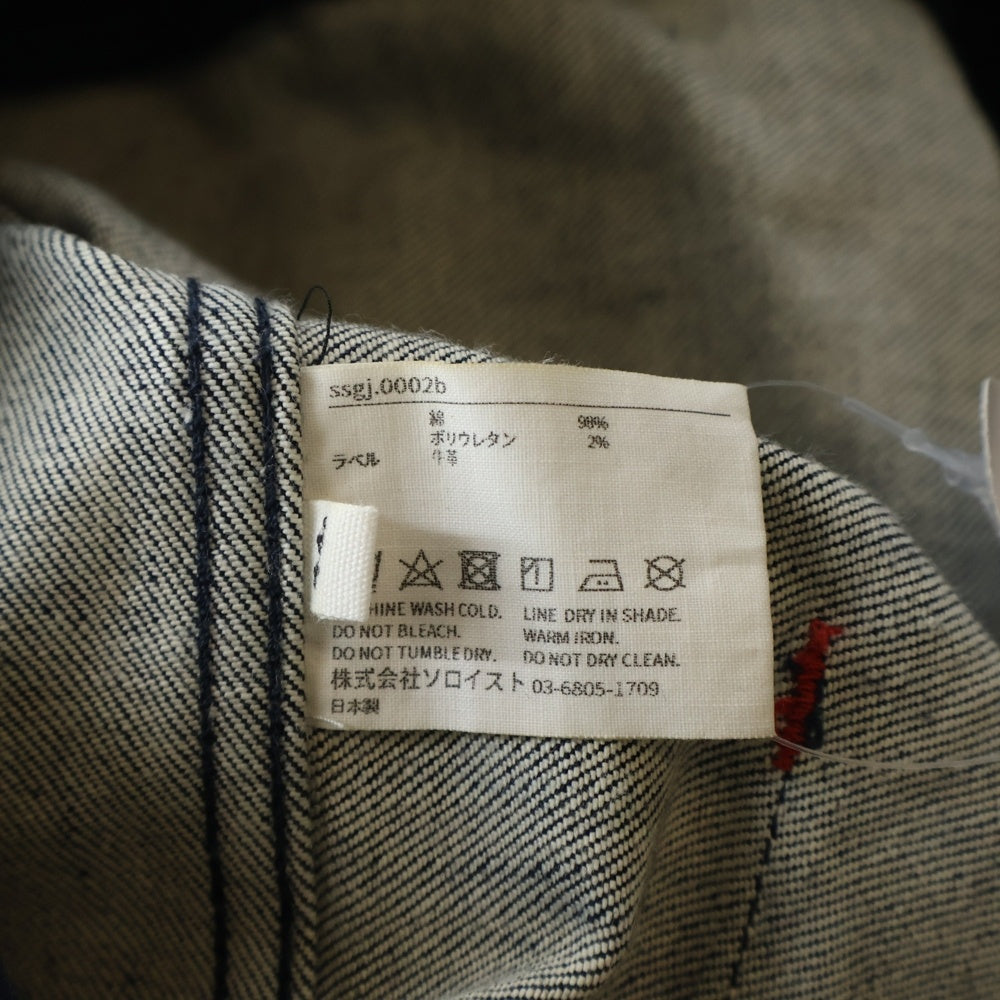 ssgj.0002b
綿 98%
ポリウレタン 2%
ラベル 牛革
HINE WASH COLD. LINE DRY IN SHADE.
DO NOT BLEACH. WARM IRON.
DO NOT TUMBLE DRY. DO NOT DRY CLEAN.
株式会社ソロイスト 03-6805-1709
日本製